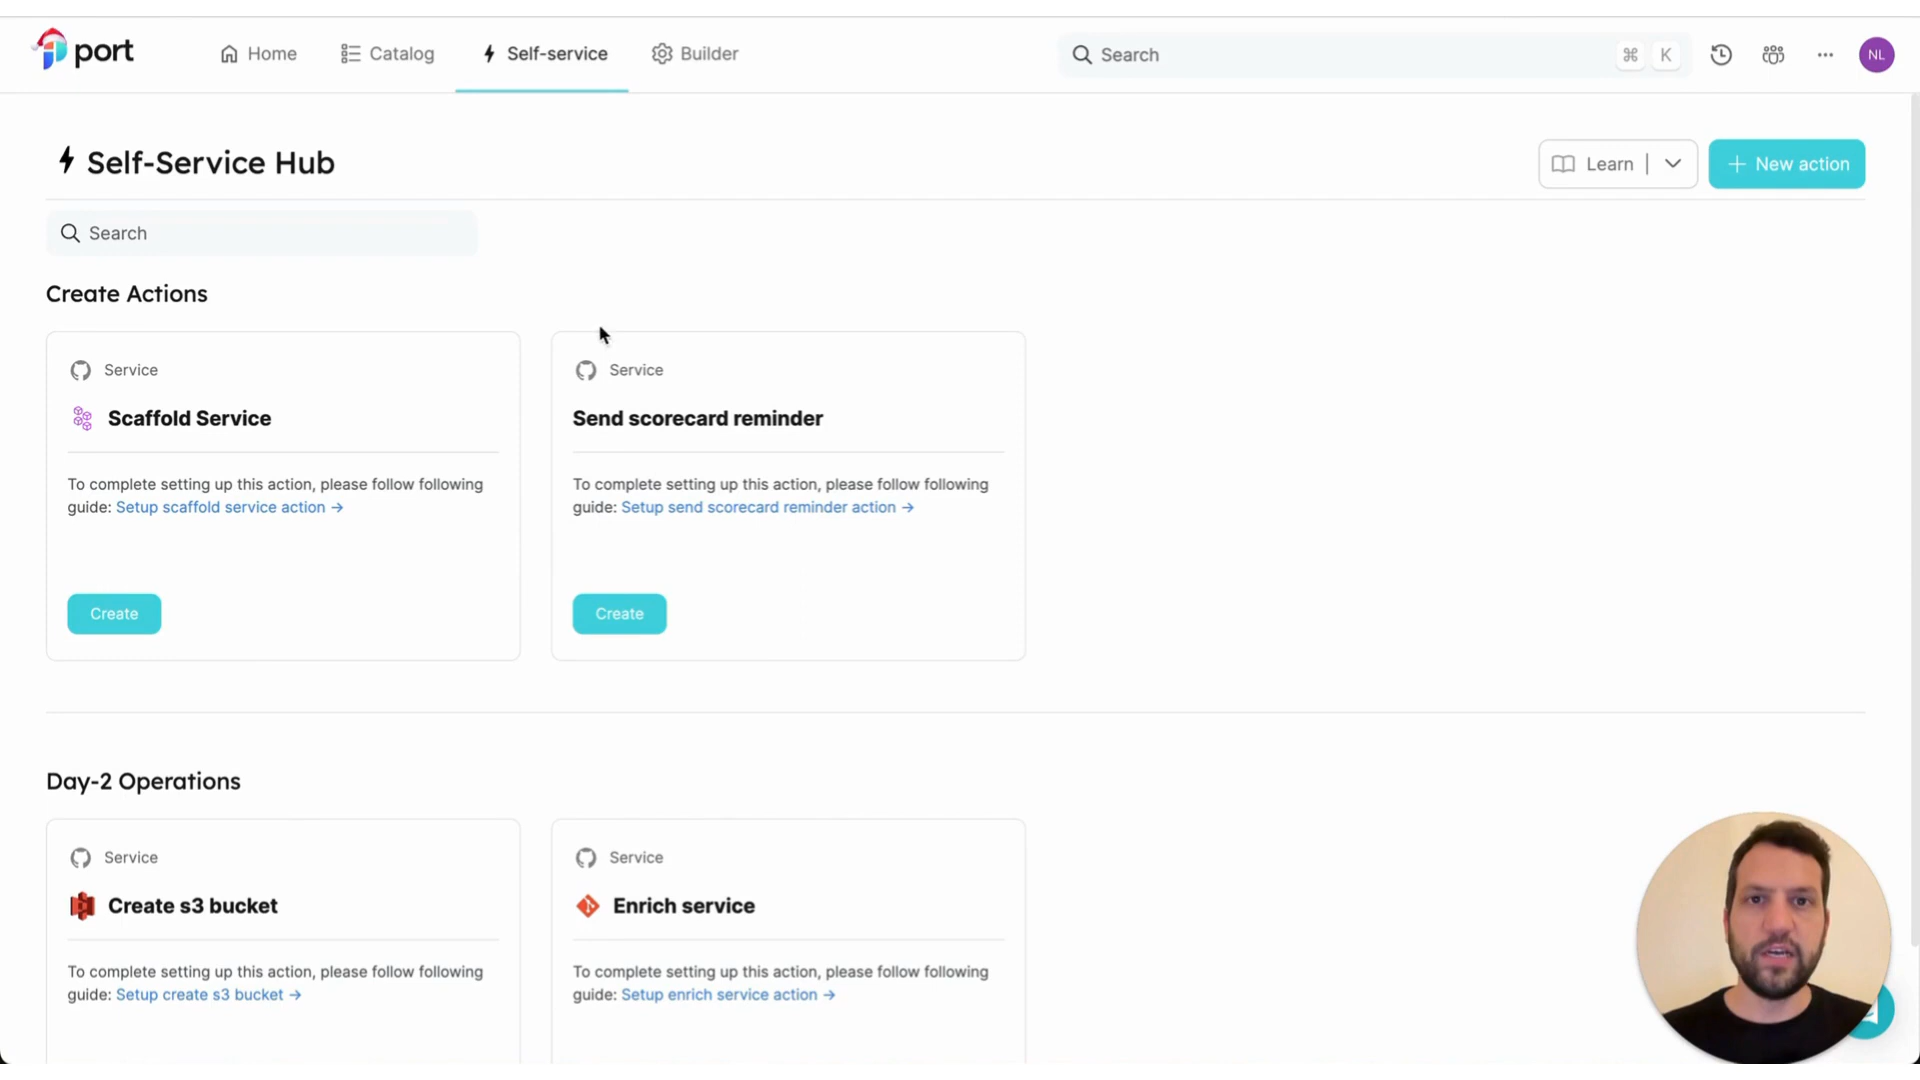 port
Home
Catalog
Self-service
Builder
Search
⌘ K
NL
Self-Service Hub
Learn
New action
Search
Create Actions
Service
Scaffold Service
To complete setting up this action, please follow following
guide: Setup scaffold service action →
Create
Service
Send scorecard reminder
To complete setting up this action, please follow following
guide: Setup send scorecard reminder action →
Create
Day-2 Operations
Service
Create s3 bucket
To complete setting up this action, please follow following
guide: Setup create s3 bucket →
Service
Enrich service
To complete setting up this action, please follow following
guide: Setup enrich service action →